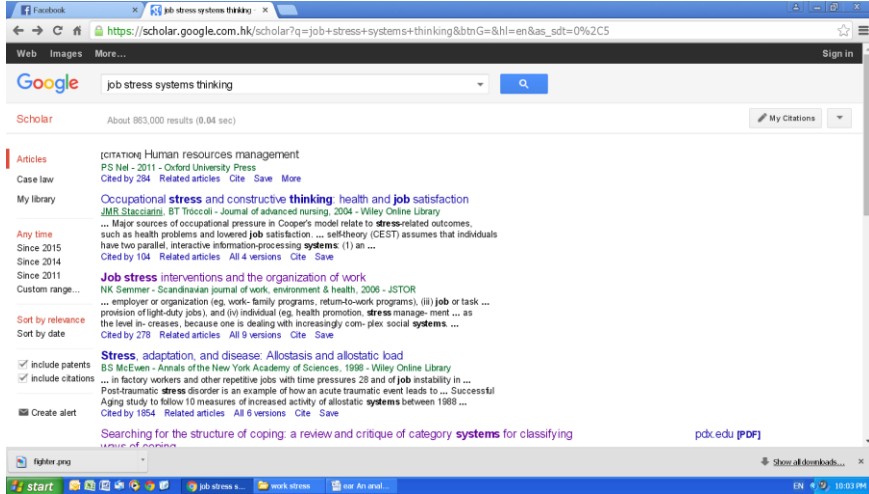 Facebook
job stress systems thinking -
https://scholar.google.com.hk/scholar?q=job+stress+systems+thinking&btnG=&hl=en&as_sdt=0%2C5
Web Images More...
Sign in
Google
job stress systems thinking
Scholar
About 863,000 results (0.04 sec)
My Citations
Articles
Case law
My library
Any time
Since 2015
Since 2014
Since 2011
Custom range...
Sort by relevance
Sort by date
include patents
include citations
Create alert
[CITATION] Human resources management
PS Nel - 2011 - Oxford University Press
Cited by 284 Related articles Cite Save More
Occupational stress and constructive thinking: health and job satisfaction
JMR Stacciarini, BT Tróccoli - Journal of advanced nursing, 2004 - Wiley Online Library
... Major sources of occupational pressure in Cooper's model relate to stress-related outcomes,
such as health problems and lowered job satisfaction. ... self-theory (CEST) assumes that individuals
have two parallel, interactive information-processing systems: (1) an ...
Cited by 104 Related articles All 4 versions Cite Save
Job stress interventions and the organization of work
NK Semmer - Scandinavian journal of work, environment & health, 2006 - JSTOR
... employer or organization (eg, work- family programs, return-to-work programs), (iii) job or task ...
provision of light-duty jobs), and (iv) individual (eg, health promotion, stress manage- ment ... as
the level in- creases, because one is dealing with increasingly com- plex social systems. ...
Cited by 278 Related articles All 9 versions Cite Save
Stress, adaptation, and disease: Allostasis and allostatic load
BS McEwen - Annals of the New York Academy of Sciences, 1998 - Wiley Online Library
... in factory workers and other repetitive jobs with time pressures 28 and of job instability in ...
Post-traumatic stress disorder is an example of how an acute traumatic event leads to ... Successful
Aging study to follow 10 measures of increased activity of allostatic systems between 1988 ...
Cited by 1854 Related articles All 6 versions Cite Save
Searching for the structure of coping: a review and critique of category systems for classifying
ways of coping
pdx.edu [PDF]
fighter.png
Show all downloads...
start
job stress s...
work stress
ear An anal...
EN
10:03 PM